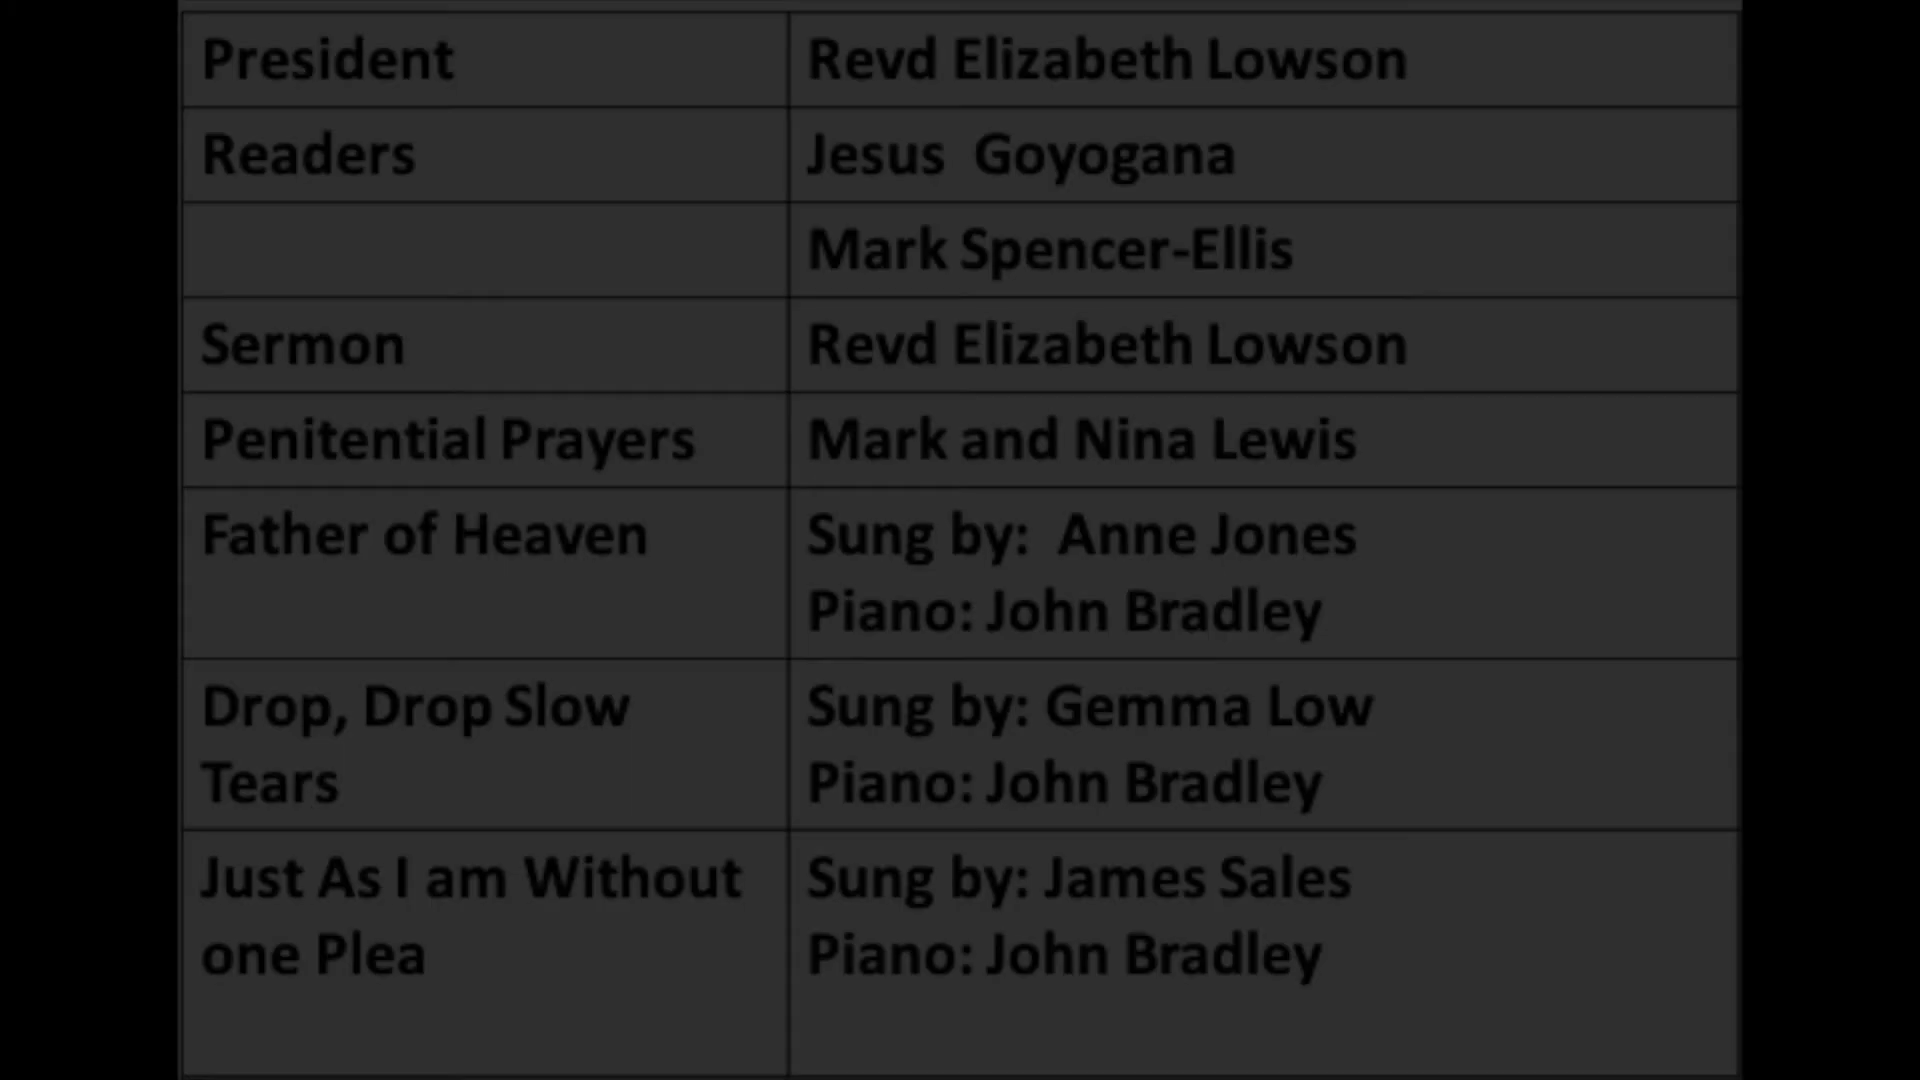 President Revd Elizabeth Lowson
Readers Jesus Goyogana
Mark Spencer-Ellis
Sermon Revd Elizabeth Lowson
Penitential Prayers Mark and Nina Lewis
Father of Heaven Sung by: Anne Jones
Piano: John Bradley
Drop, Drop Slow Sung by: Gemma Low
Tears Piano: John Bradley
Just As I am Without Sung by: James Sales
one Plea Piano: John Bradley